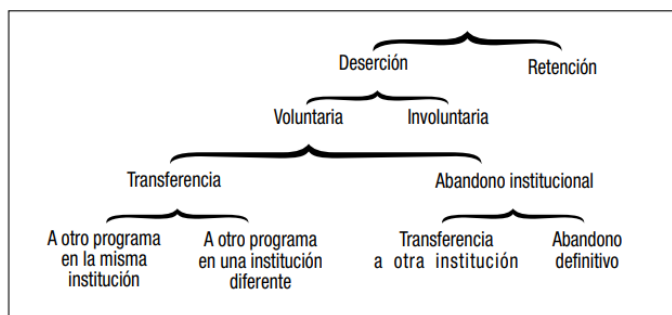 Deserción
Retención
Voluntaria
Involuntaria
Transferencia
Abandono institucional
A otro programa
en la misma
institución
A otro programa
en una institución
diferente
Transferencia
a otra institución
Abandono
definitivo